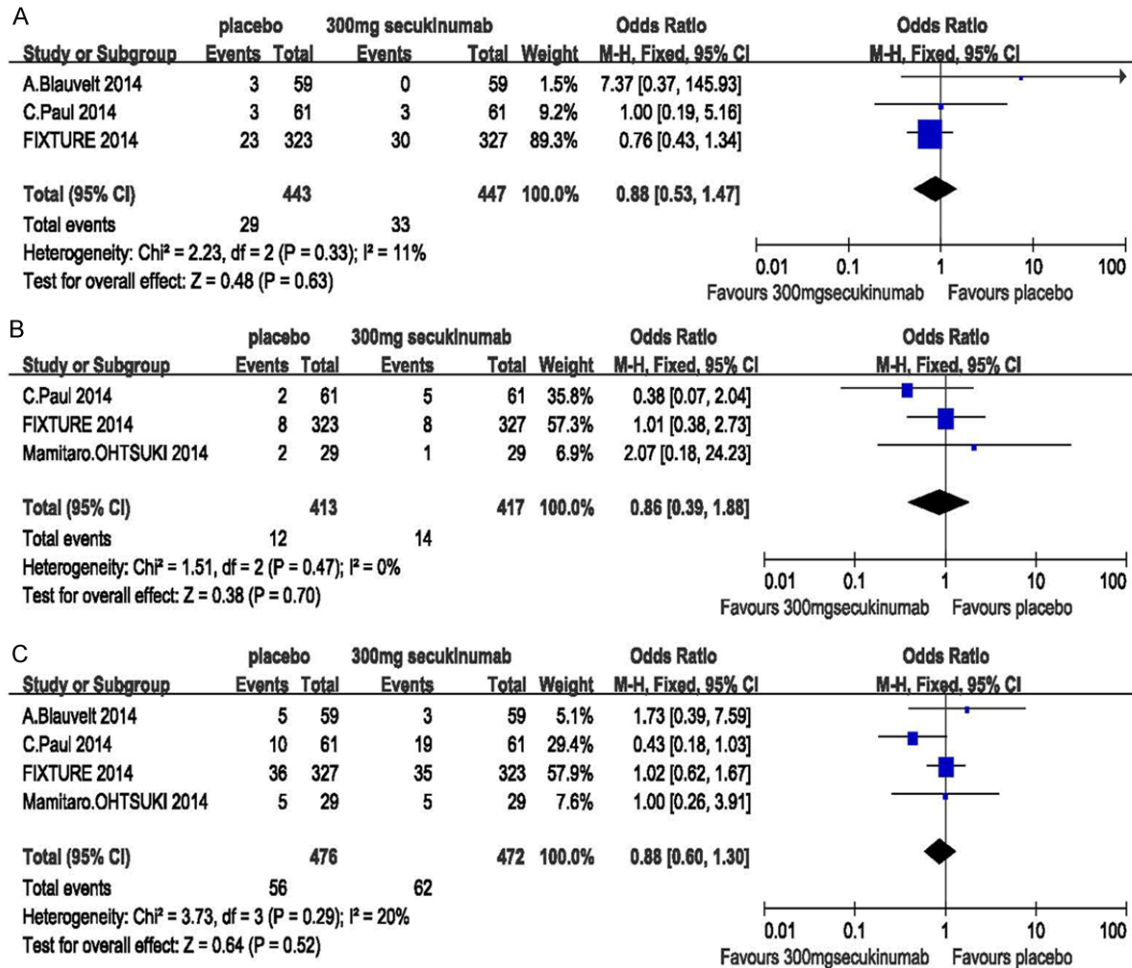 A
placebo 300mg secukinumab Odds Ratio Odds Ratio
Study or Subgroup Events Total Events Total Weight M-H, Fixed, 95% CI M-H, Fixed, 95% CI
A.Blauvelt 2014 3 59 0 59 1.5% 7.37 [0.37, 145.93]
C.Paul 2014 3 61 3 61 9.2% 1.00 [0.19, 5.16]
FIXTURE 2014 23 323 30 327 89.3% 0.76 [0.43, 1.34]
Total (95% CI) 443 447 100.0% 0.88 [0.53, 1.47]
Total events 29 33
Heterogeneity: Chi² = 2.23, df = 2 (P = 0.33); I² = 11%
Test for overall effect: Z = 0.48 (P = 0.63)
0.01 0.1 1 10 100
Favours 300mgsecukinumab Favours placebo
B
placebo 300mg secukinumab Odds Ratio Odds Ratio
Study or Subgroup Events Total Events Total Weight M-H, Fixed, 95% CI M-H, Fixed, 95% CI
C.Paul 2014 2 61 5 61 35.8% 0.38 [0.07, 2.04]
FIXTURE 2014 8 323 8 327 57.3% 1.01 [0.38, 2.73]
Mamitaro.OHTSUKI 2014 2 29 1 29 6.9% 2.07 [0.18, 24.23]
Total (95% CI) 413 417 100.0% 0.86 [0.39, 1.88]
Total events 12 14
Heterogeneity: Chi² = 1.51, df = 2 (P = 0.47); I² = 0%
Test for overall effect: Z = 0.38 (P = 0.70)
0.01 0.1 1 10 100
Favours 300mgsecukinumab Favours placebo
C
placebo 300mg secukinumab Odds Ratio Odds Ratio
Study or Subgroup Events Total Events Total Weight M-H, Fixed, 95% CI M-H, Fixed, 95% CI
A.Blauvelt 2014 5 59 3 59 5.1% 1.73 [0.39, 7.59]
C.Paul 2014 10 61 19 61 29.4% 0.43 [0.18, 1.03]
FIXTURE 2014 36 327 35 323 57.9% 1.02 [0.62, 1.67]
Mamitaro.OHTSUKI 2014 5 29 5 29 7.6% 1.00 [0.26, 3.91]
Total (95% CI) 476 472 100.0% 0.88 [0.60, 1.30]
Total events 56 62
Heterogeneity: Chi² = 3.73, df = 3 (P = 0.29); I² = 20%
Test for overall effect: Z = 0.64 (P = 0.52)
0.01 0.1 1 10 100
Favours 300mgsecukinumab Favours placebo